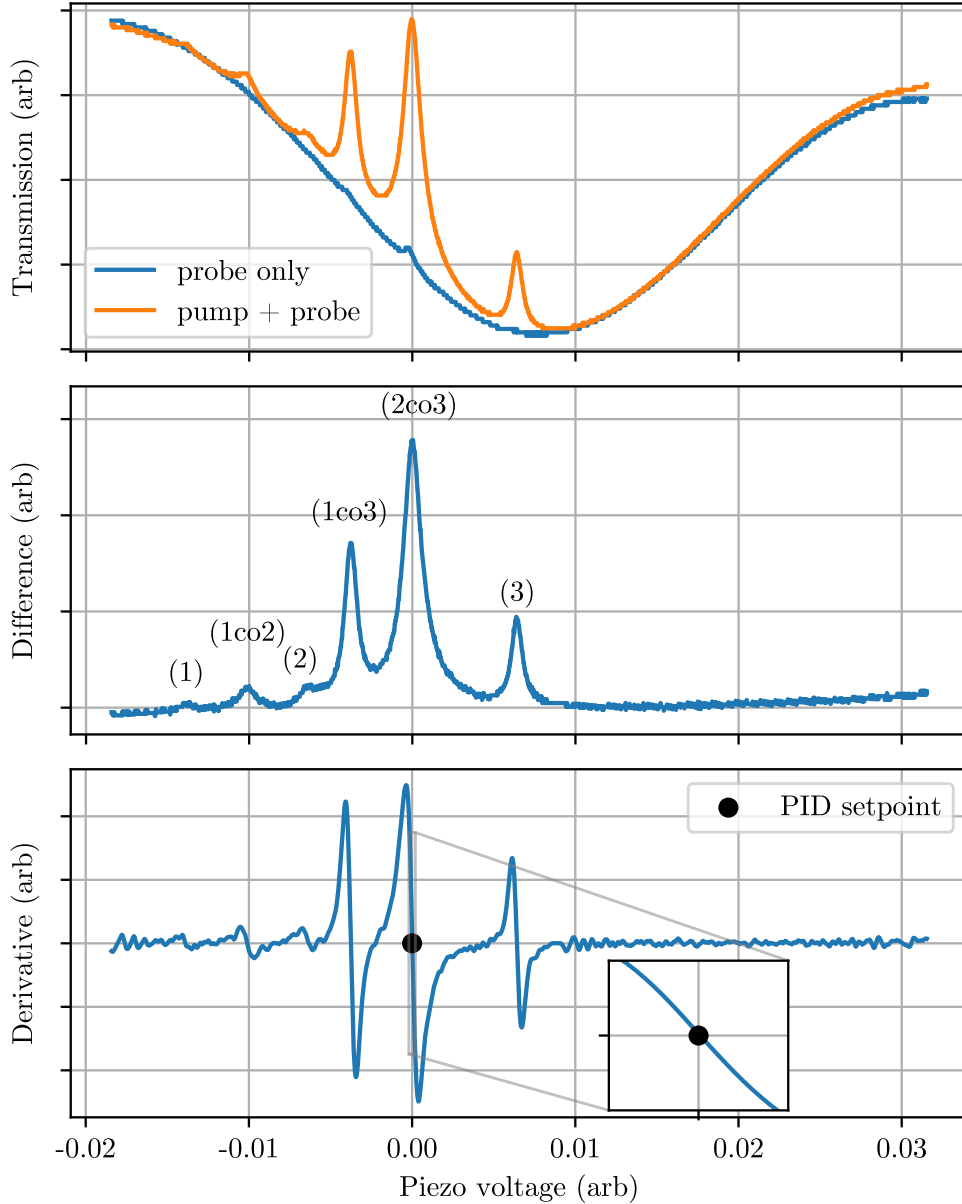 Transmission (arb)
probe only
pump + probe
Difference (arb)
(2co3)
(1co3)
(3)
(1co2)
(2)
(1)
Derivative (arb)
PID setpoint
-0.02 -0.01 0.00 0.01 0.02 0.03
Piezo voltage (arb)